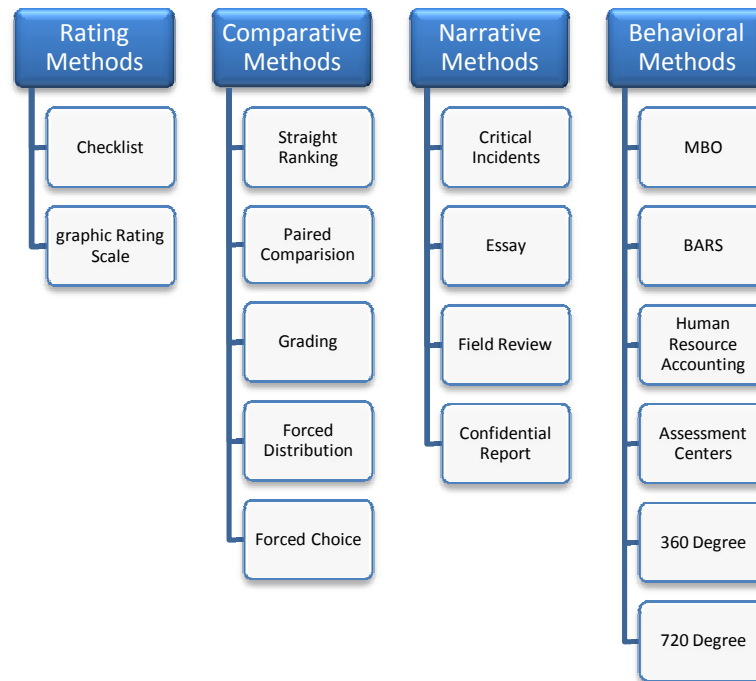 Rating
Methods
Checklist
graphic Rating
Scale
Comparative
Methods
Straight
Ranking
Paired
Comparision
Grading
Forced
Distribution
Forced Choice
Narrative
Methods
Critical
Incidents
Essay
Field Review
Confidential
Report
Behavioral
Methods
MBO
BARS
Human
Resource
Accounting
Assessment
Centers
360 Degree
720 Degree